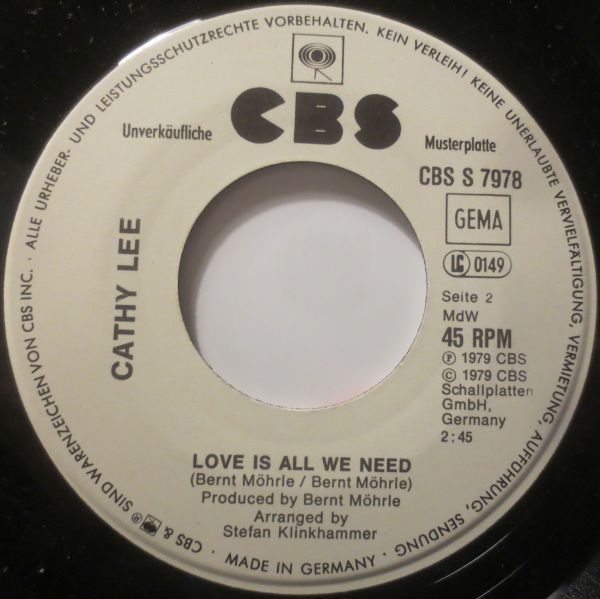 ALLE URHEBER- UND LEISTUNGSSCHUTZRECHTE VORBEHALTEN. KEIN VERLEIH! KEINE UNERLAUBTE VERVIELFÄLTIGUNG, VERMIETUNG, AUFFÜHRUNG, SENDUNG
CBS
Unverkäufliche
Musterplatte
CBS S 7978
GEMA
LC 0149
Seite 2
MdW
45 RPM
Ⓟ 1979 CBS
© 1979 CBS
Schallplatten
GmbH,
Germany
2:45
CATHY LEE
LOVE IS ALL WE NEED
(Bernt Möhrle / Bernt Möhrle)
Produced by Bernt Möhrle
Arranged by
Stefan Klinkhammer
CBS & ® SIND WARENZEICHEN VON CBS INC. ·
· MADE IN GERMANY ·